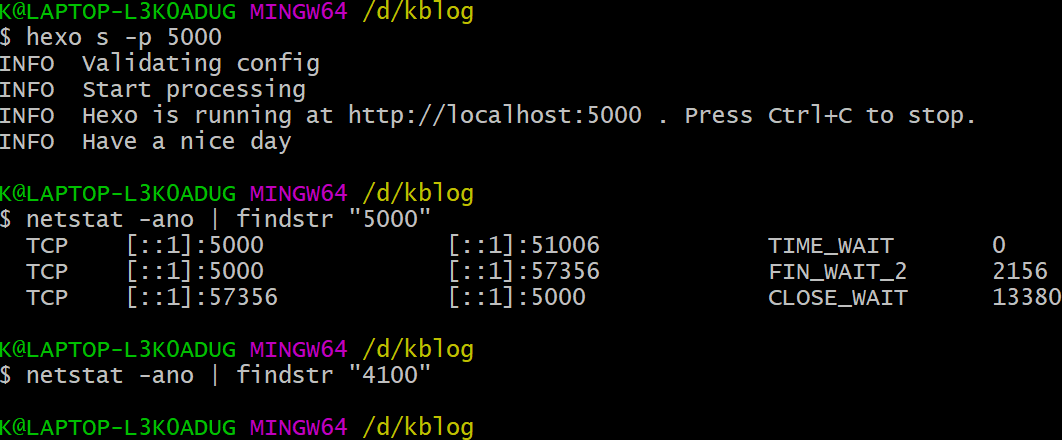 K@LAPTOP-L3K0ADUG MINGW64 /d/kblog
$ hexo s -p 5000
INFO  Validating config
INFO  Start processing
INFO  Hexo is running at http://localhost:5000 . Press Ctrl+C to stop.
INFO  Have a nice day
K@LAPTOP-L3K0ADUG MINGW64 /d/kblog
$ netstat -ano | findstr "5000"
  TCP    [::1]:5000             [::1]:51006            TIME_WAIT       0
  TCP    [::1]:5000             [::1]:57356            FIN_WAIT_2      2156
  TCP    [::1]:57356            [::1]:5000             CLOSE_WAIT      13380
K@LAPTOP-L3K0ADUG MINGW64 /d/kblog
$ netstat -ano | findstr "4100"
K@LAPTOP-L3K0ADUG MINGW64 /d/kblog